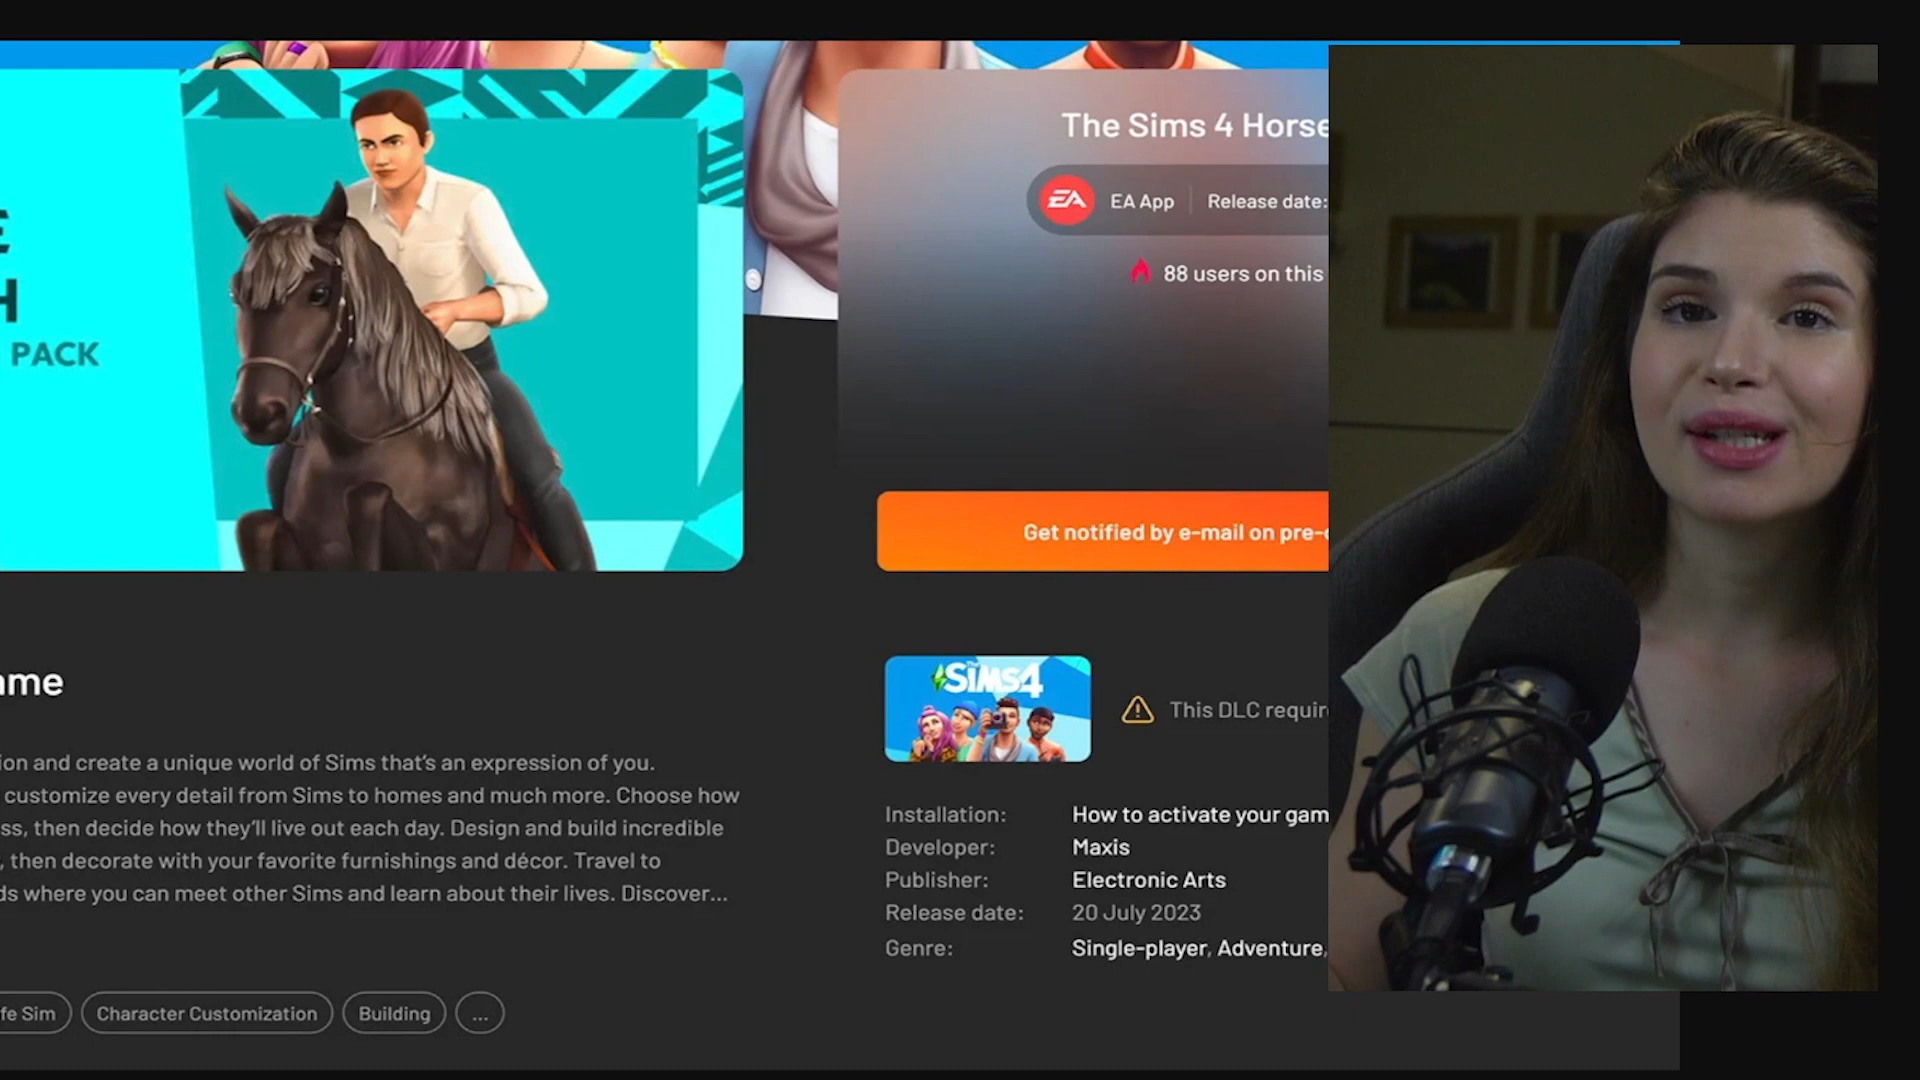 The Sims 4 Horse
EA
EA App
Release date:
88 users on this
E
H
PACK
Get notified by e-mail on pre-
The SIMS 4
This DLC requir
ame
ion and create a unique world of Sims that's an expression of you.
customize every detail from Sims to homes and much more. Choose how
ss, then decide how they'll live out each day. Design and build incredible
, then decorate with your favorite furnishings and décor. Travel to
ds where you can meet other Sims and learn about their lives. Discover...
Installation: How to activate your gam
Developer: Maxis
Publisher: Electronic Arts
Release date: 20 July 2023
Genre: Single-player, Adventure,
fe Sim
Character Customization
Building
...